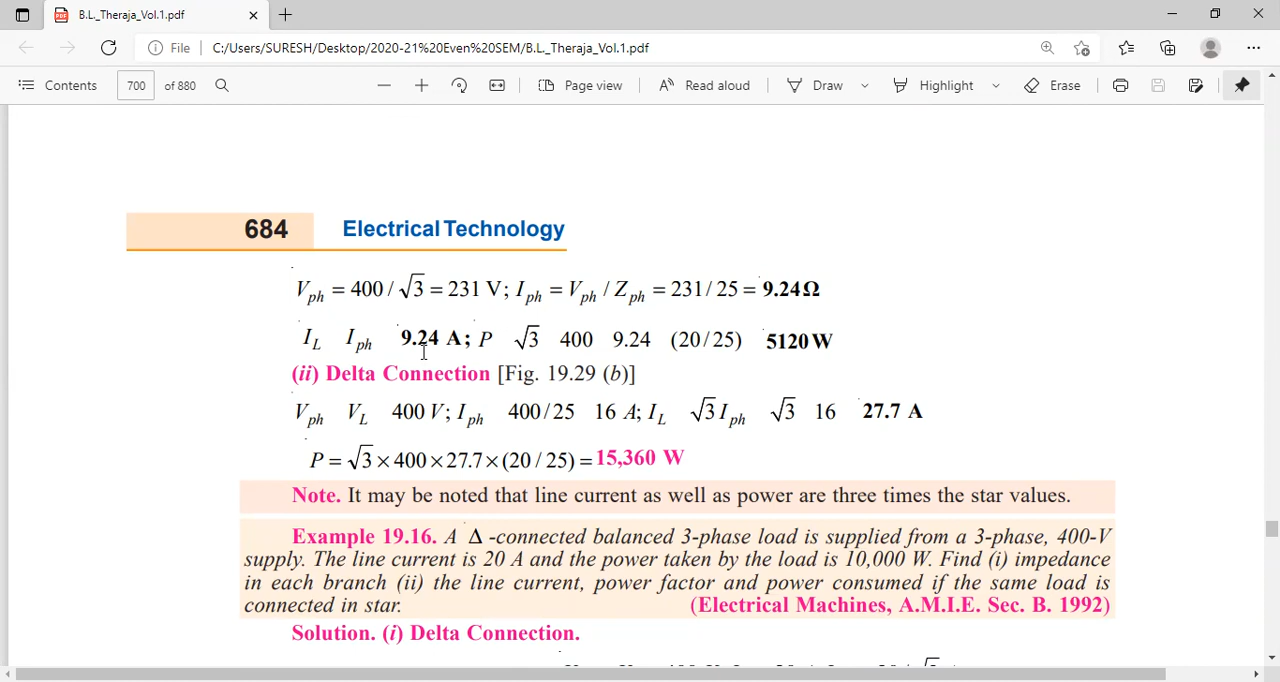 B.L._Theraja_Vol.1.pdf
File C:/Users/SURESH/Desktop/2020-21%20Even%20SEM/B.L._Theraja_Vol.1.pdf
Contents 700 of 880 Page view Read aloud Draw Highlight Erase
684 Electrical Technology
V_ph = 400 / √3 = 231 V; I_ph = V_ph / Z_ph = 231 / 25 = 9.24 Ω
I_L I_ph 9.24 A; P √3 400 9.24 (20/25) 5120 W
(ii) Delta Connection [Fig. 19.29 (b)]
V_ph V_L 400 V; I_ph 400/25 16 A; I_L √3 I_ph √3 16 27.7 A
P = √3 × 400 × 27.7 × (20 / 25) = 15,360 W
Note. It may be noted that line current as well as power are three times the star values.
Example 19.16. A Δ -connected balanced 3-phase load is supplied from a 3-phase, 400-V
supply. The line current is 20 A and the power taken by the load is 10,000 W. Find (i) impedance
in each branch (ii) the line current, power factor and power consumed if the same load is
connected in star. (Electrical Machines, A.M.I.E. Sec. B. 1992)
Solution. (i) Delta Connection.